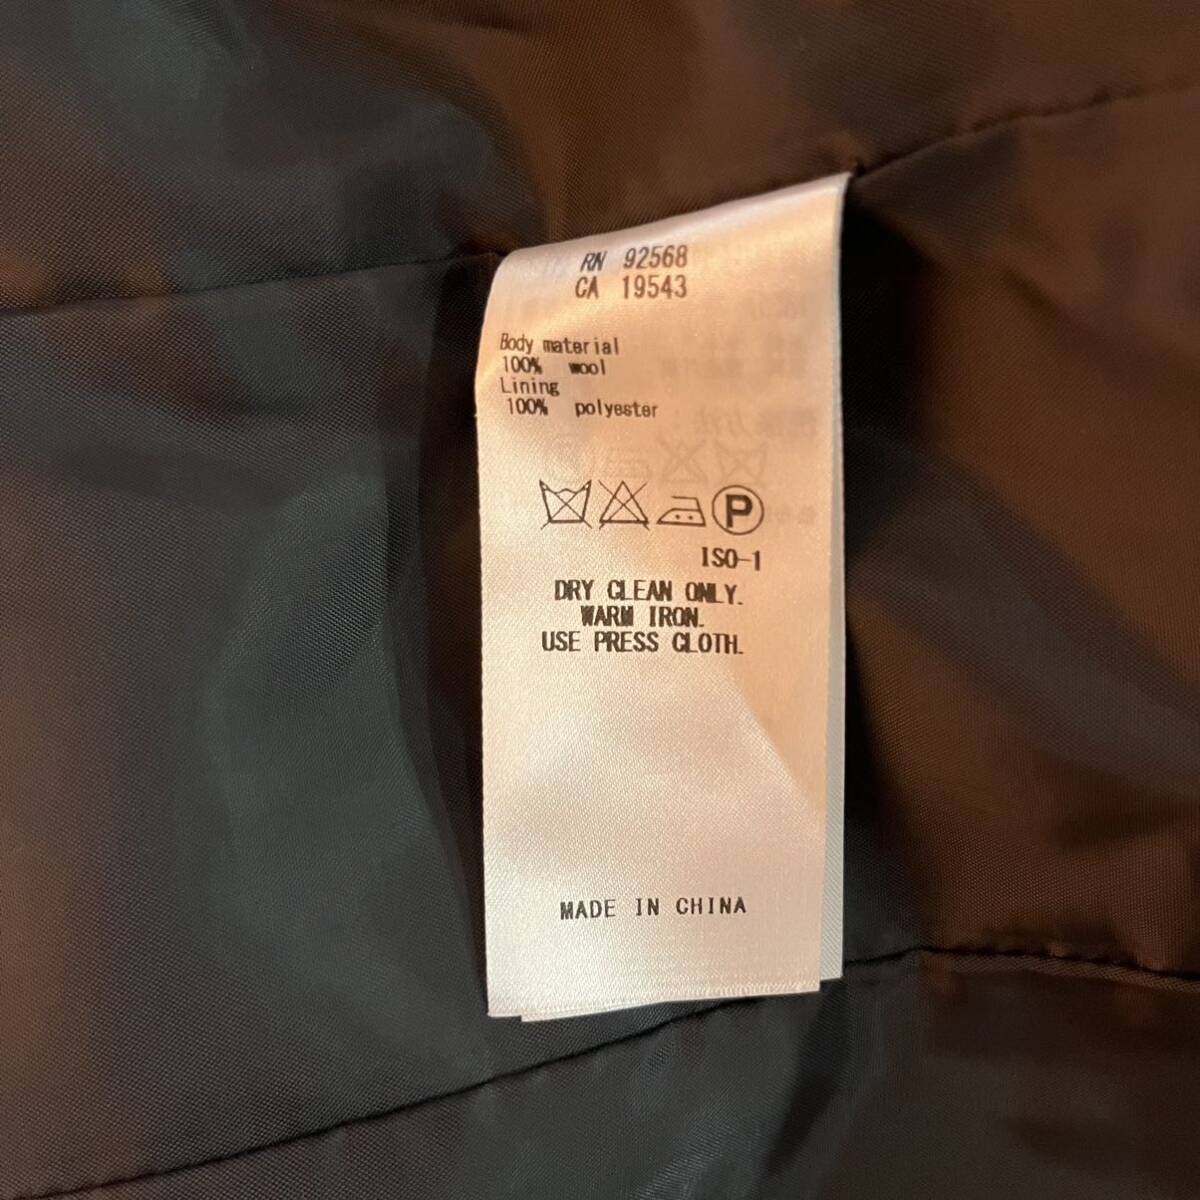 RN 92568
CA 19543
Body material
100% wool
Lining
100% polyester
P
ISO-1
DRY CLEAN ONLY.
WARM IRON.
USE PRESS CLOTH.
MADE IN CHINA